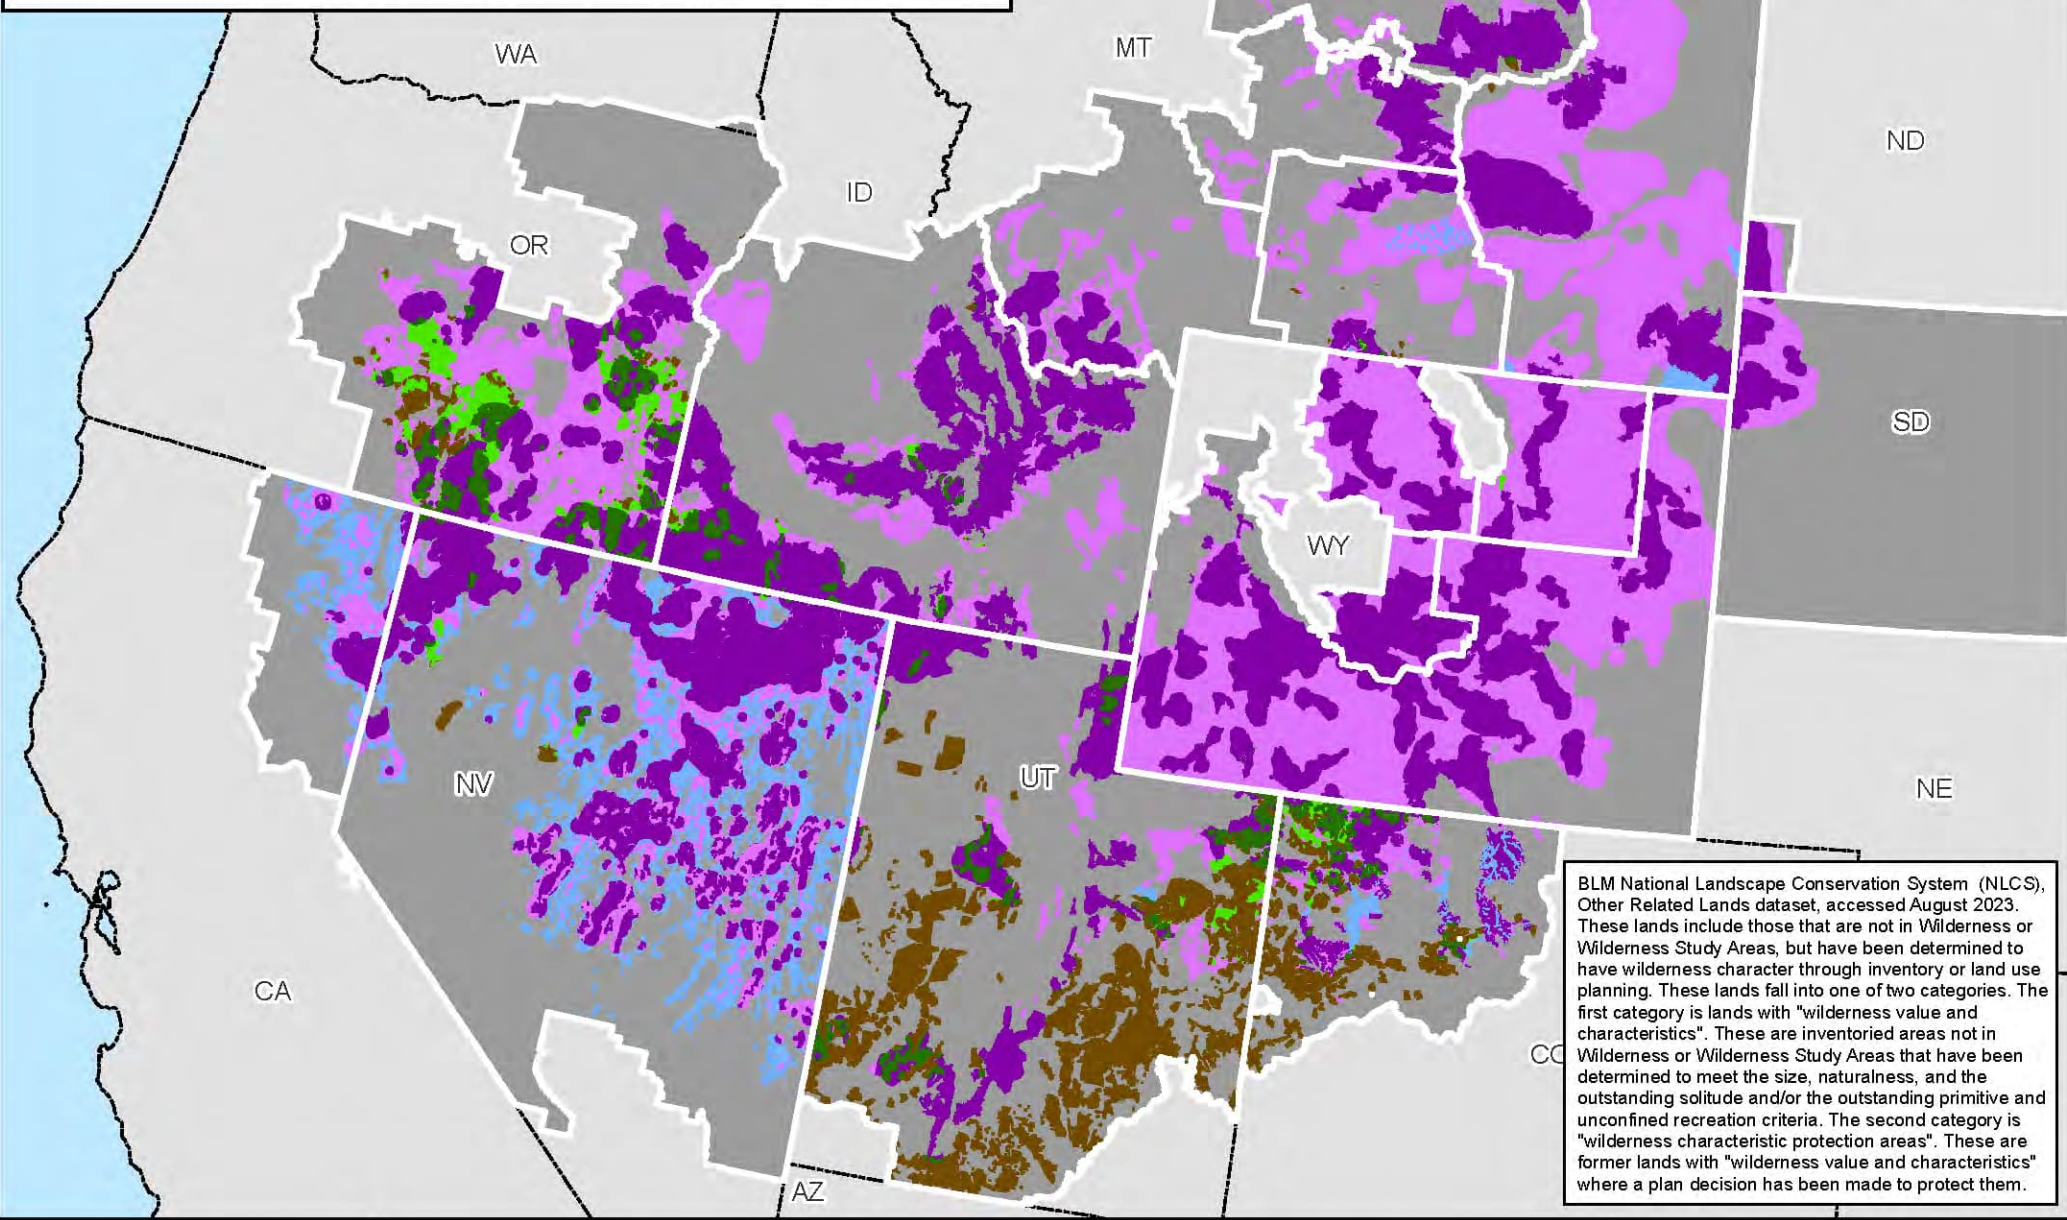 WA
MT
ND
ID
OR
SD
WY
NV
UT
NE
CA
CO
AZ
BLM National Landscape Conservation System (NLCS),
Other Related Lands dataset, accessed August 2023.
These lands include those that are not in Wilderness or
Wilderness Study Areas, but have been determined to
have wilderness character through inventory or land use
planning. These lands fall into one of two categories. The
first category is lands with "wilderness value and
characteristics". These are inventoried areas not in
Wilderness or Wilderness Study Areas that have been
determined to meet the size, naturalness, and the
outstanding solitude and/or the outstanding primitive and
unconfined recreation criteria. The second category is
"wilderness characteristic protection areas". These are
former lands with "wilderness value and characteristics"
where a plan decision has been made to protect them.